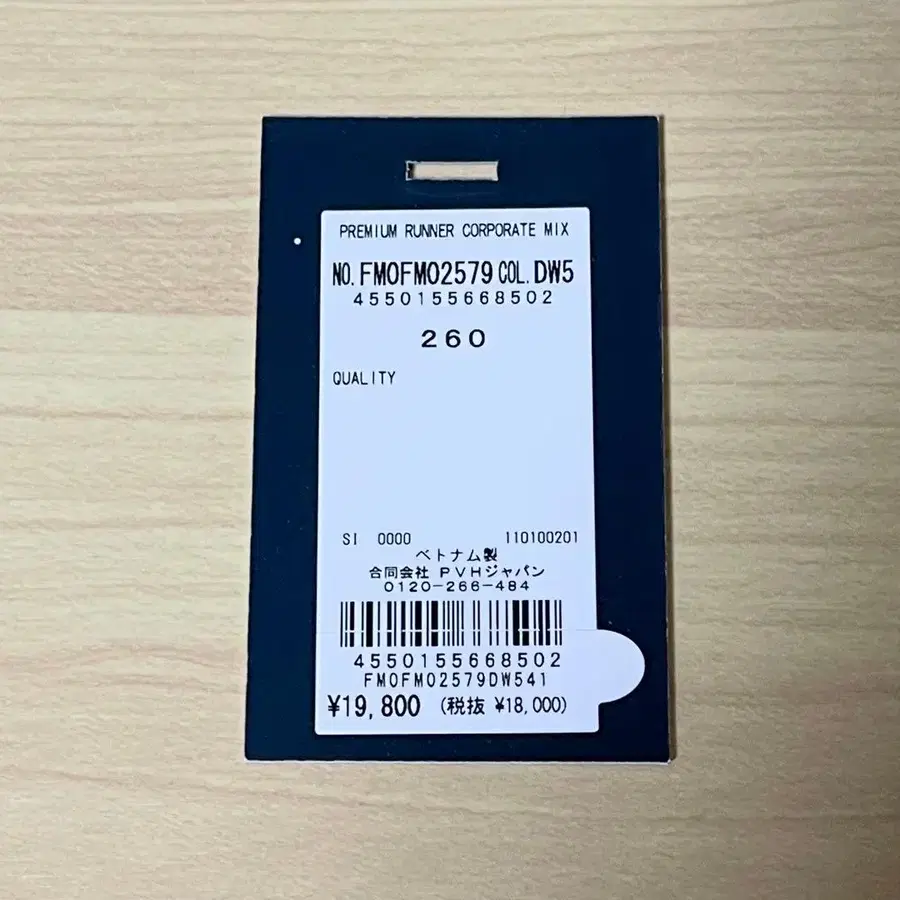 PREMIUM RUNNER CORPORATE MIX
NO. FM0FM02579 COL. DW5
4550155668502
260
QUALITY
SI 0000 110100201
ベトナム製
合同会社 PVHジャパン
0120-266-484
4550155668502
FM0FM02579DW541
¥19,800 (税抜 ¥18,000)